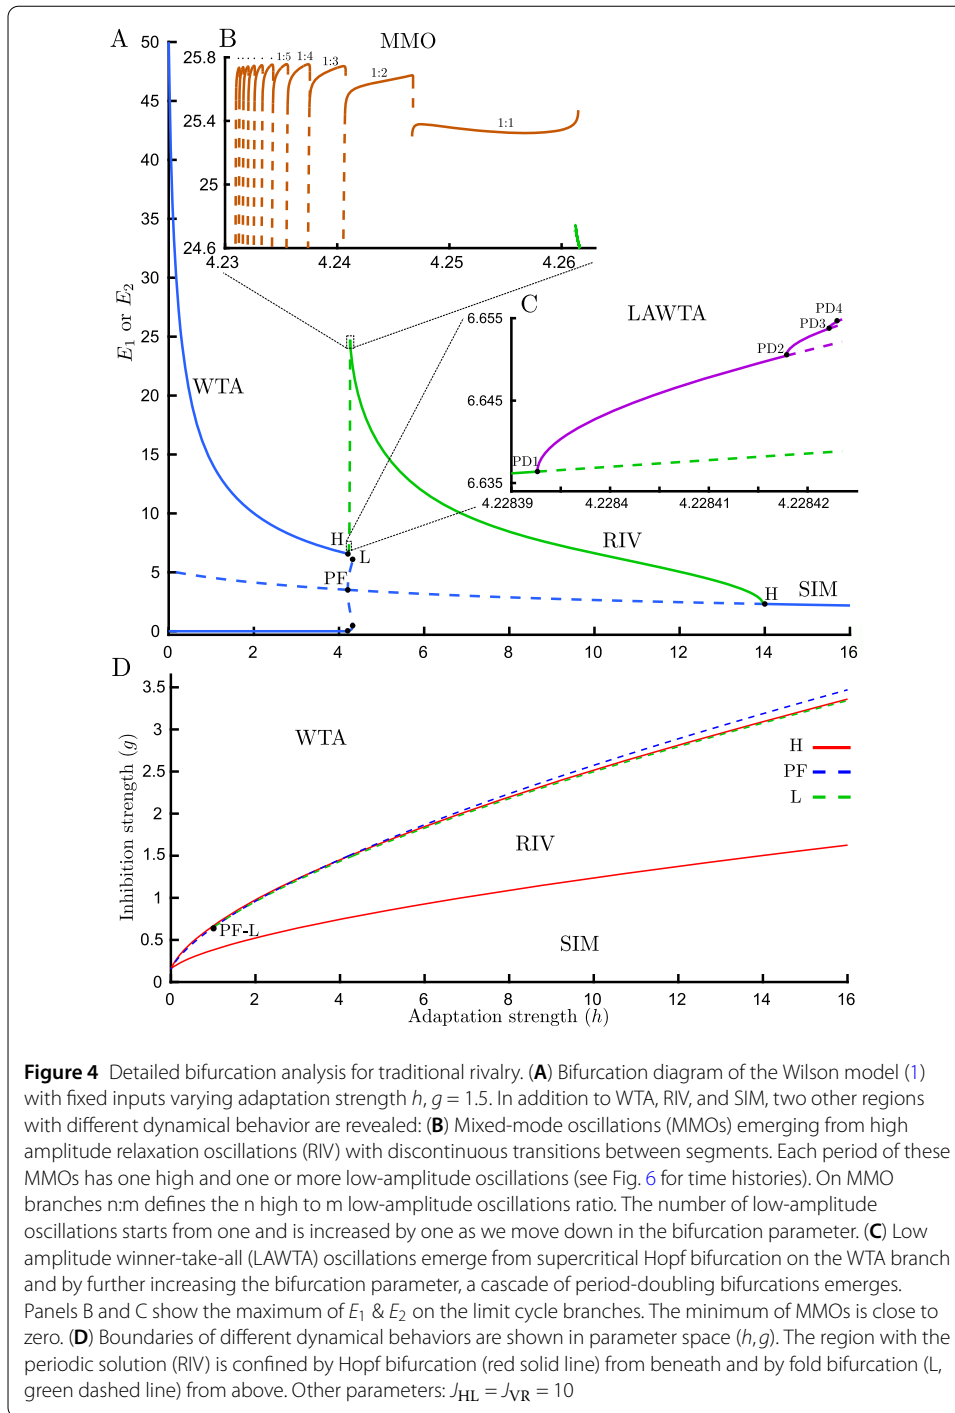 A
B
MMO
50
45
40
35
30
25
20
15
10
5
0
E1 or E2
25.8
25.4
25
24.6
4.23
4.24
4.25
4.26
. . . . . 1:5 1:4 1:3 1:2 1:1
WTA
C
LAWTA
6.655
6.645
6.635
PD1
PD2
PD3
PD4
4.22839
4.2284
4.22841
4.22842
H
L
PF
RIV
H
SIM
0 2 4 6 8 10 12 14 16
D
3.5
3
2.5
2
1.5
1
0.5
0
Inhibition strength (g)
WTA
H
PF
L
RIV
PF-L
SIM
0 2 4 6 8 10 12 14 16
Adaptation strength (h)
Figure 4 Detailed bifurcation analysis for traditional rivalry. (A) Bifurcation diagram of the Wilson model (1)
with fixed inputs varying adaptation strength h, g = 1.5. In addition to WTA, RIV, and SIM, two other regions
with different dynamical behavior are revealed: (B) Mixed-mode oscillations (MMOs) emerging from high
amplitude relaxation oscillations (RIV) with discontinuous transitions between segments. Each period of these
MMOs has one high and one or more low-amplitude oscillations (see Fig. 6 for time histories). On MMO
branches n:m defines the n high to m low-amplitude oscillations ratio. The number of low-amplitude
oscillations starts from one and is increased by one as we move down in the bifurcation parameter. (C) Low
amplitude winner-take-all (LAWTA) oscillations emerge from supercritical Hopf bifurcation on the WTA branch
and by further increasing the bifurcation parameter, a cascade of period-doubling bifurcations emerges.
Panels B and C show the maximum of E1 & E2 on the limit cycle branches. The minimum of MMOs is close to
zero. (D) Boundaries of different dynamical behaviors are shown in parameter space (h, g). The region with the
periodic solution (RIV) is confined by Hopf bifurcation (red solid line) from beneath and by fold bifurcation (L,
green dashed line) from above. Other parameters: JHL = JVR = 10